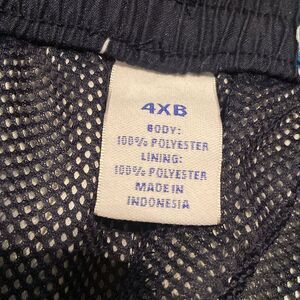 4XB
BODY:
100% POLYESTER
LINING:
100% POLYESTER
MADE IN
INDONESIA